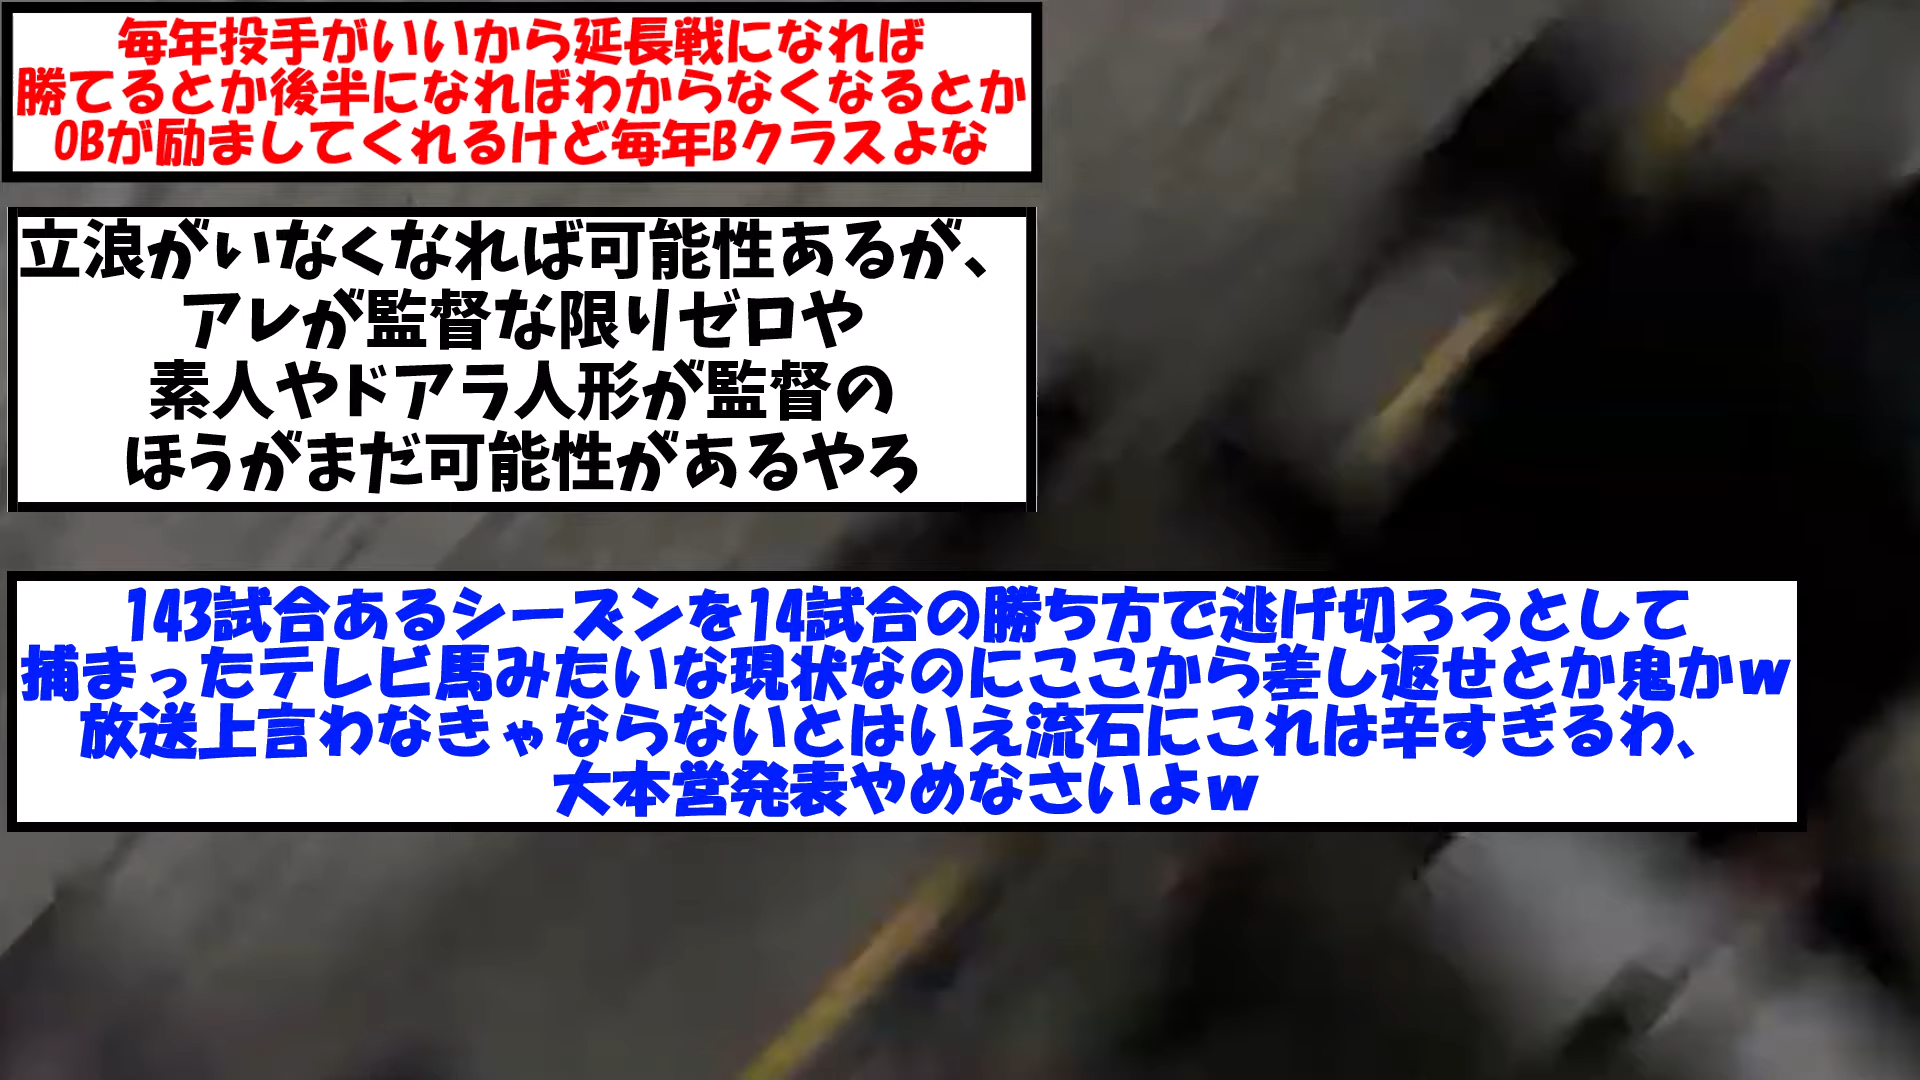 毎年投手がいいから延長戦になれば
勝てるとか後半になればわからなくなるとか
OBが励ましてくれるけど毎年Bクラスよな
立浪がいなくなれば可能性あるが、
アレが監督な限りゼロや
素人やドアラ人形が監督の
ほうがまだ可能性があるやろ
143試合あるシーズンを14試合の勝ち方で逃げ切ろうとして
捕まったテレビ馬みたいな現状なのにここから差し返せとか鬼かw
放送上言わなきゃならないとはいえ流石にこれは辛すぎるわ、
大本営発表やめなさいよw